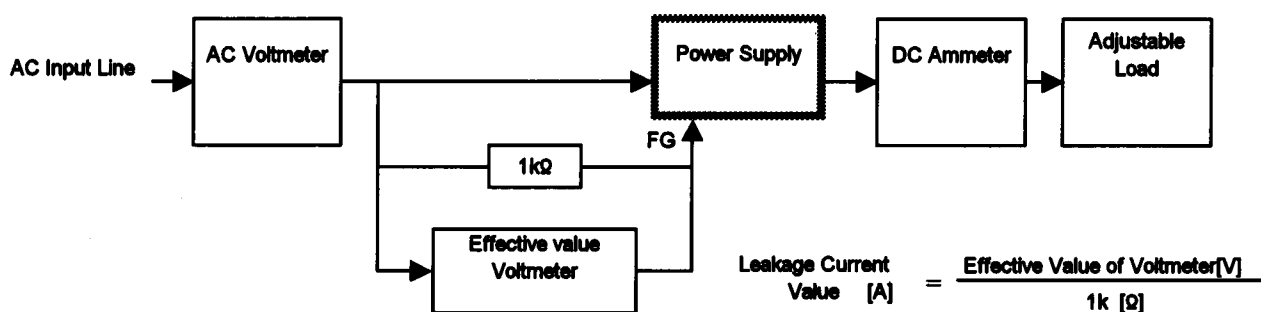 AC Input Line
AC Voltmeter
Power Supply
DC Ammeter
Adjustable
Load
FG
1kΩ
Effective value
Voltmeter
Leakage Current
Value [A]
=
Effective Value of Voltmeter[V]
1k [Ω]